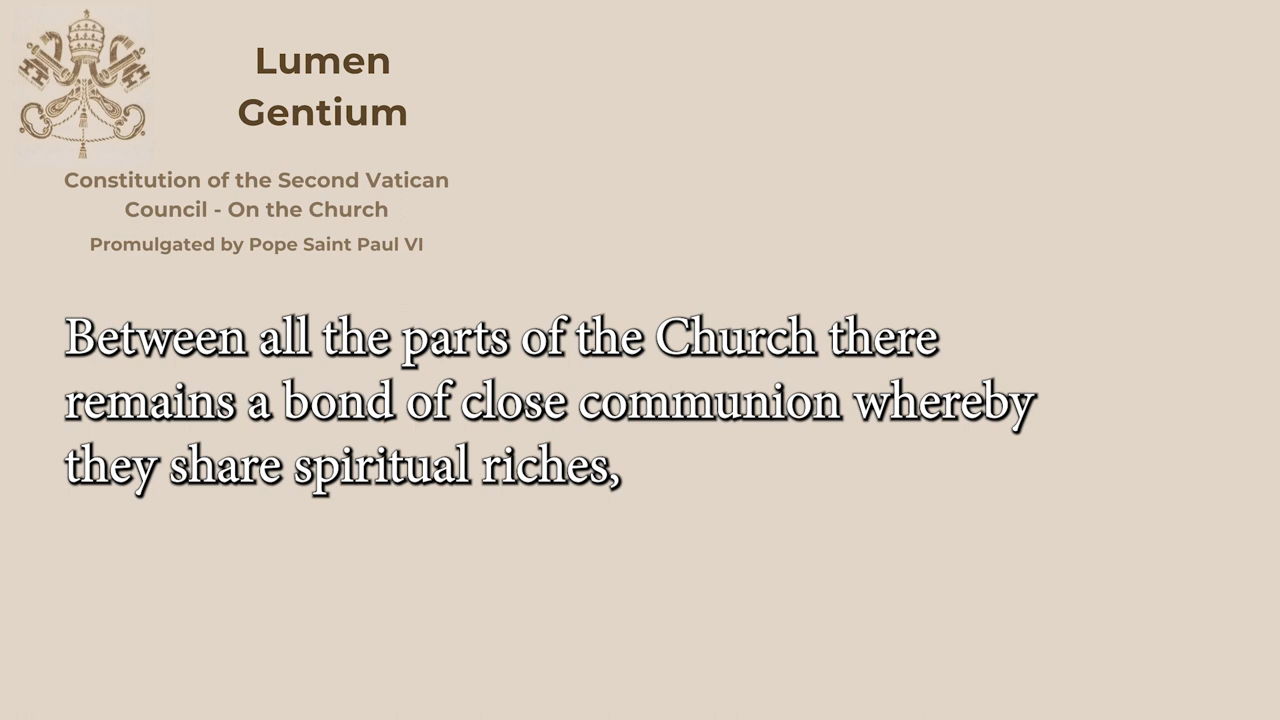 Lumen
Gentium
Constitution of the Second Vatican
Council - On the Church
Promulgated by Pope Saint Paul VI
Between all the parts of the Church there
remains a bond of close communion whereby
they share spiritual riches,